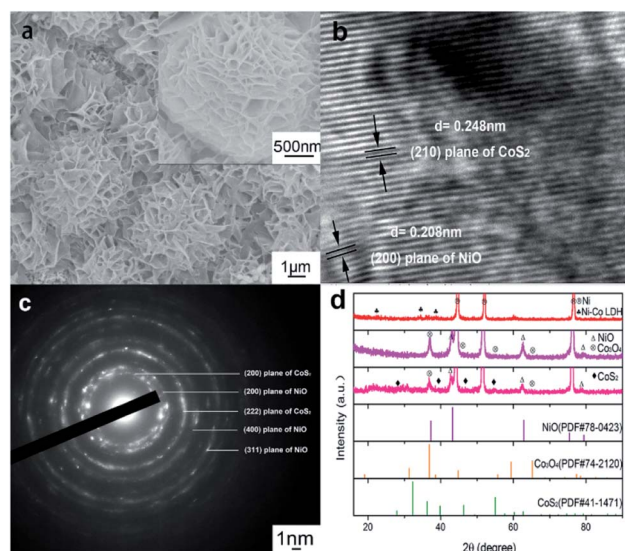 a
500nm
1μm
b
d= 0.248nm
(210) plane of CoS₂
d= 0.208nm
(200) plane of NiO
c
(200) plane of CoS₂
(200) plane of NiO
(222) plane of CoS₂
(400) plane of NiO
(311) plane of NiO
1nm
d
⊗Ni
♣Ni-Co LDH
△NiO
⊗Co₃O₄
♦CoS₂
NiO(PDF#78-0423)
Co₃O₄(PDF#74-2120)
CoS₂(PDF#41-1471)
Intensity (a.u.)
20 40 60 80
2θ (degree)